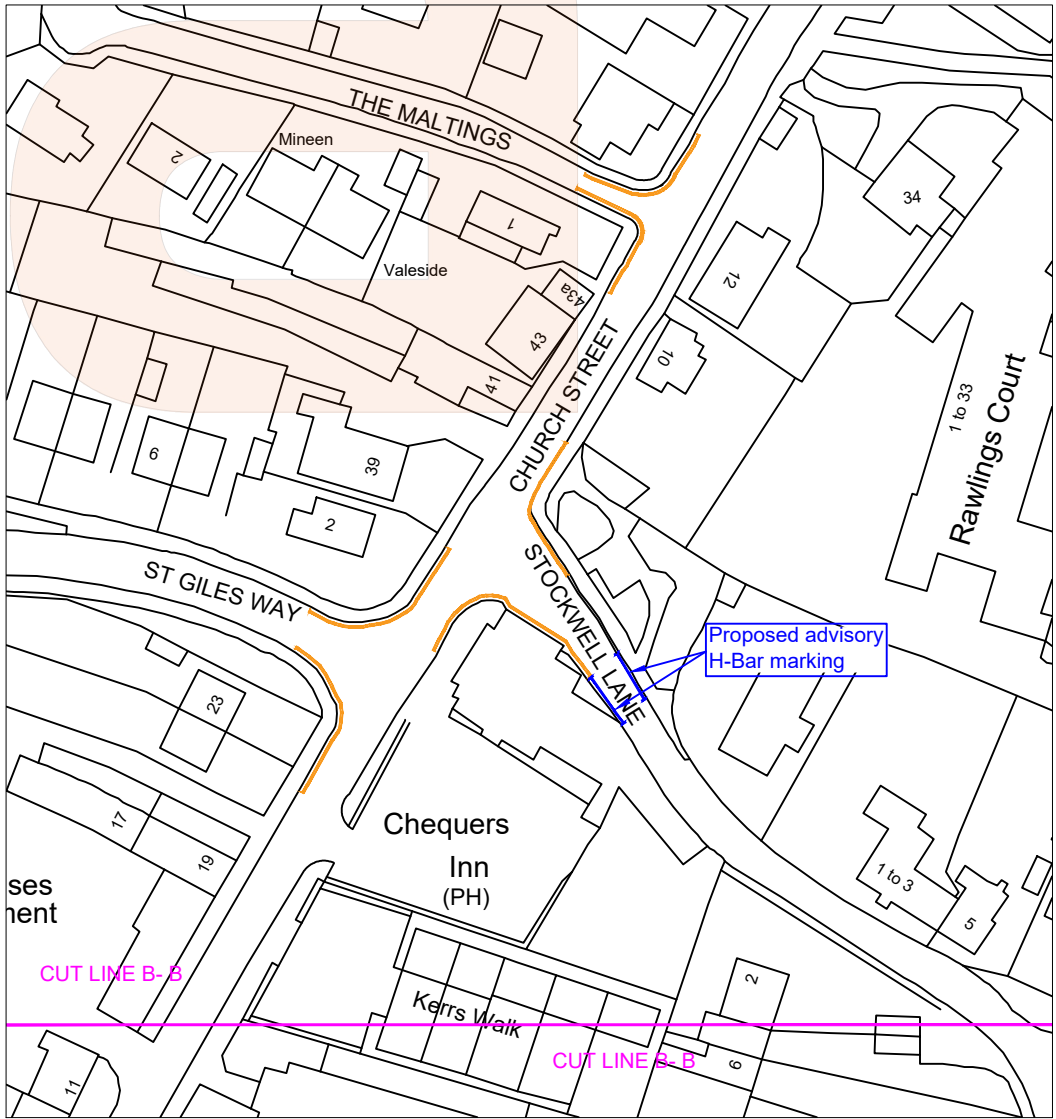 THE MALTINGS
Mineen
2
1
34
Valeside
43a
12
43
10
CHURCH STREET
41
1 to 33
Rawlings Court
6
39
2
STOCKWELL LANE
ST GILES WAY
Proposed advisory
H-Bar marking
23
17
19
Chequers
Inn
(PH)
1 to 3
5
ses
ment
CUT LINE B- B
2
Kerrs Walk
CUT LINE B- B
6
11